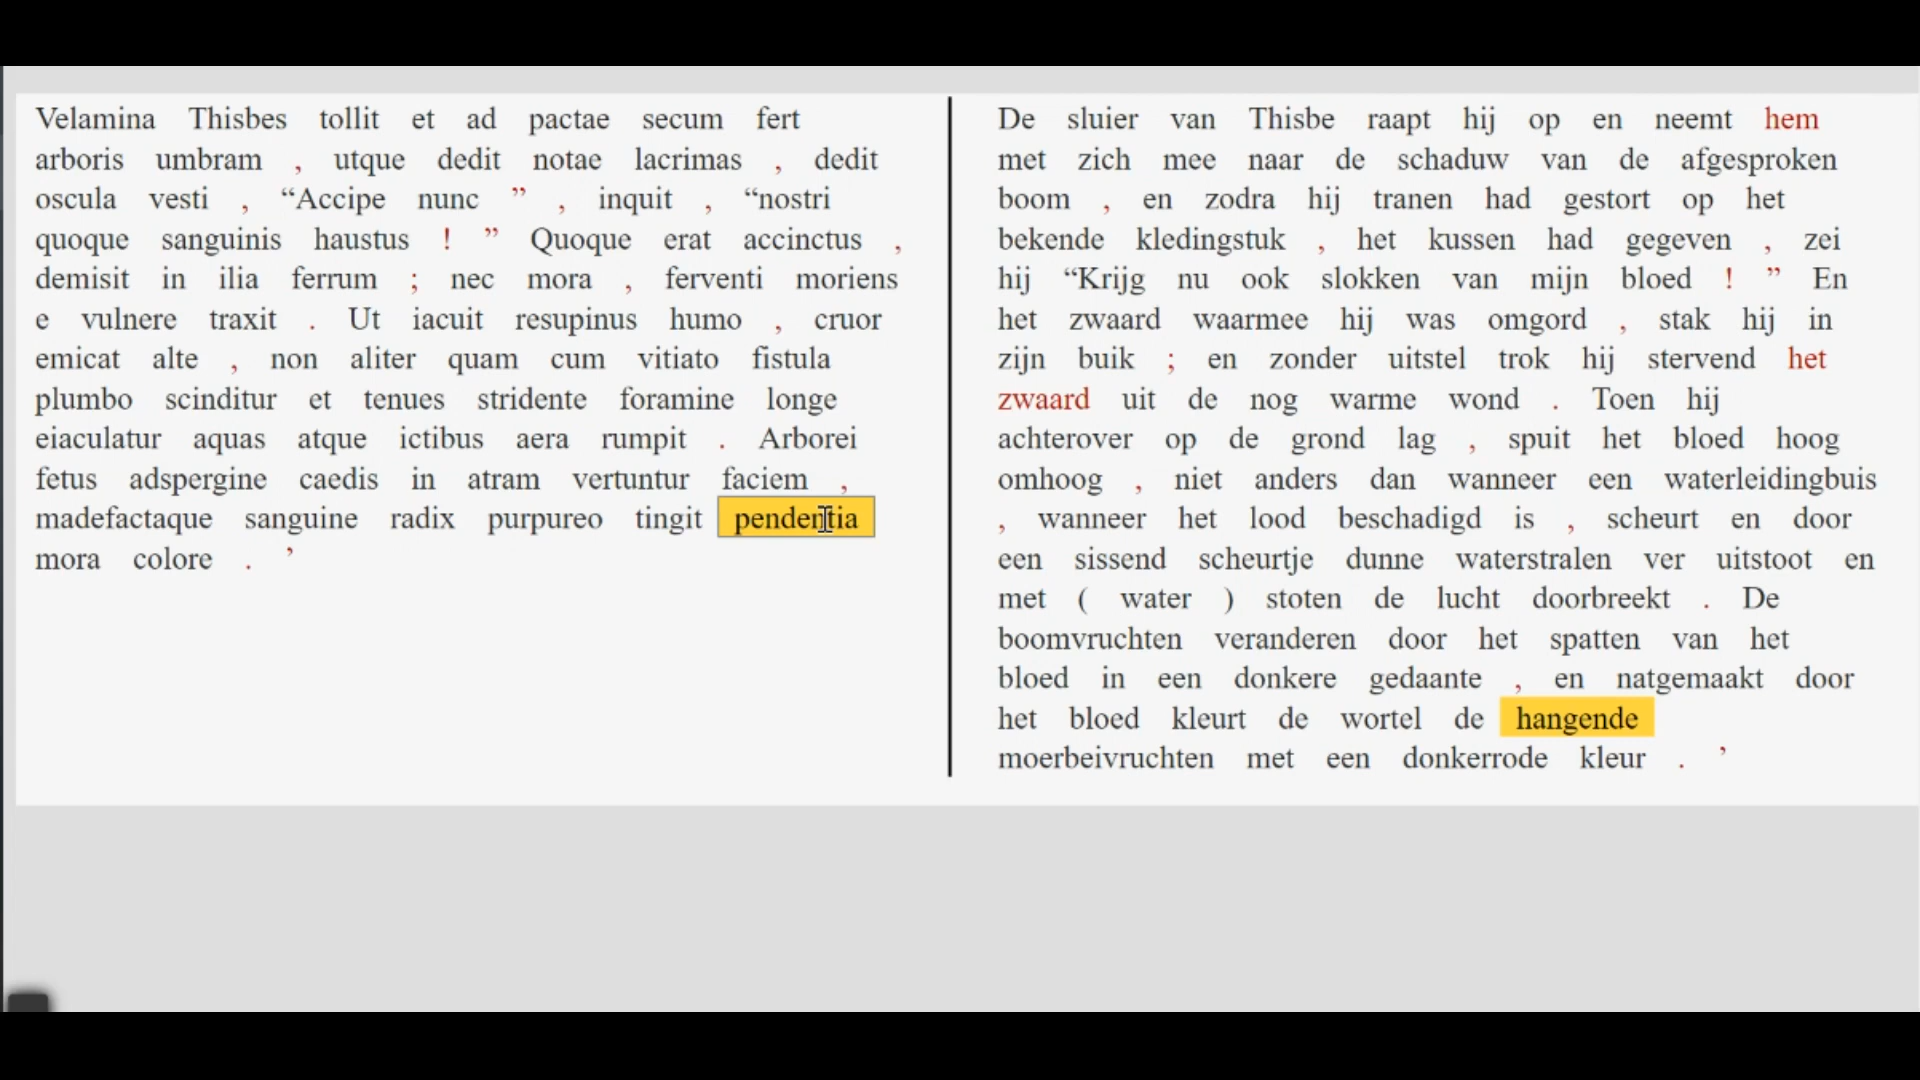 Velamina Thisbes tollit et ad pactae secum fert
arboris umbram , utque dedit notae lacrimas , dedit
oscula vesti , “Accipe nunc ” , inquit , “nostri
quoque sanguinis haustus ! ” Quoque erat accinctus ,
demisit in ilia ferrum ; nec mora , ferventi moriens
e vulnere traxit . Ut iacuit resupinus humo , cruor
emicat alte , non aliter quam cum vitiato fistula
plumbo scinditur et tenues stridente foramine longe
eiaculatur aquas atque ictibus aera rumpit . Arborei
fetus adspergine caedis in atram vertuntur faciem ,
madefactaque sanguine radix purpureo tingit pendentia
mora colore . ’
De sluier van Thisbe raapt hij op en neemt hem
met zich mee naar de schaduw van de afgesproken
boom , en zodra hij tranen had gestort op het
bekende kledingstuk , het kussen had gegeven , zei
hij “Krijg nu ook slokken van mijn bloed ! ” En
het zwaard waarmee hij was omgord , stak hij in
zijn buik ; en zonder uitstel trok hij stervend het
zwaard uit de nog warme wond . Toen hij
achterover op de grond lag , spuit het bloed hoog
omhoog , niet anders dan wanneer een waterleidingbuis
, wanneer het lood beschadigd is , scheurt en door
een sissend scheurtje dunne waterstralen ver uitstoot en
met ( water ) stoten de lucht doorbreekt . De
boomvruchten veranderen door het spatten van het
bloed in een donkere gedaante , en natgemaakt door
het bloed kleurt de wortel de hangende
moerbeivruchten met een donkerrode kleur . ’